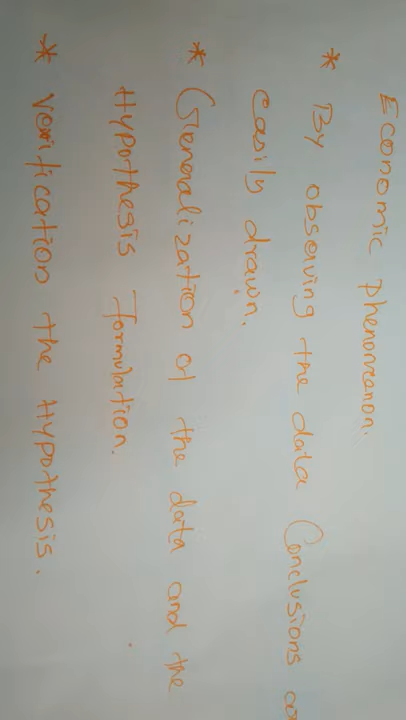 Economic phenomenon.
* By observing the data Conclusions
easily drawn.
* Generalization of the data and the
Hypothesis Formulation.
* Verification the Hypothesis.